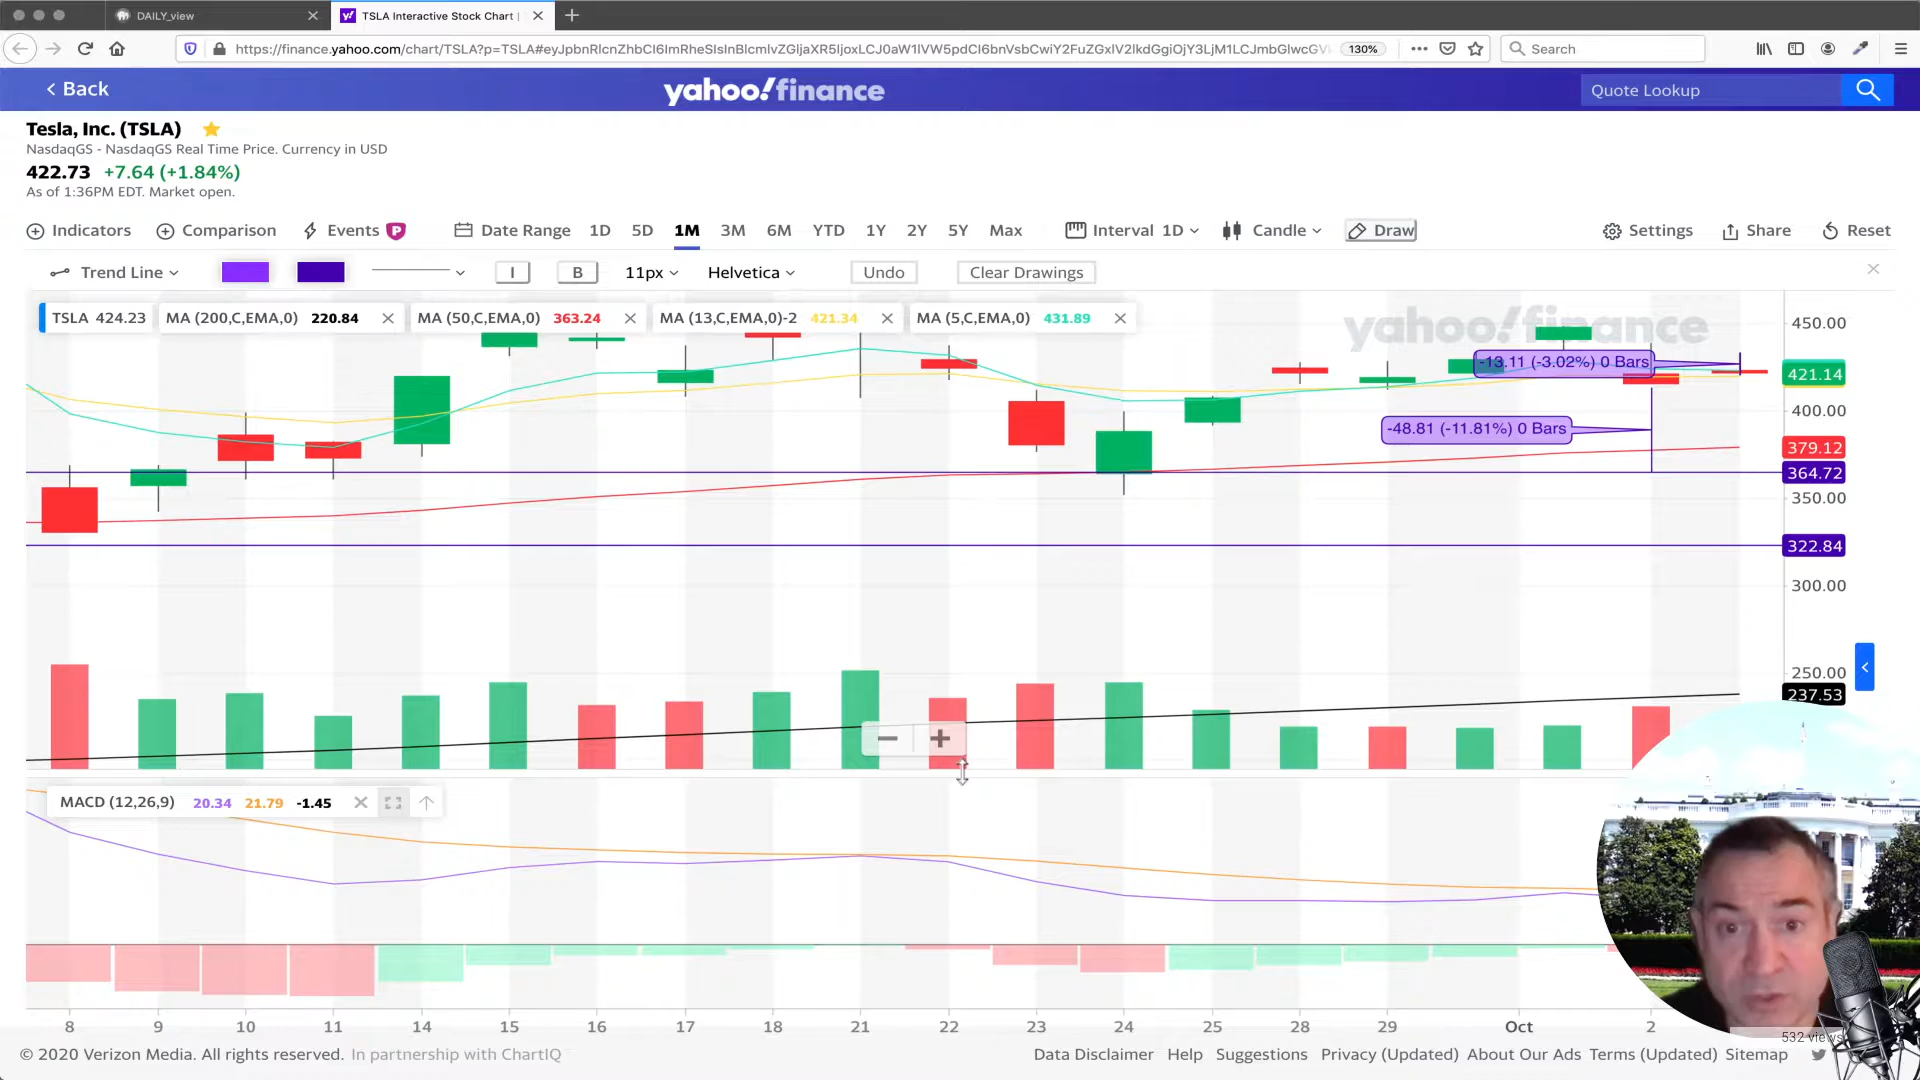 DAILY_view
TSLA Interactive Stock Chart |
130%
Search
Back
yahoo!finance
Quote Lookup
Tesla, Inc. (TSLA)
NasdaqGS - NasdaqGS Real Time Price. Currency in USD
422.73 +7.64 (+1.84%)
As of 1:36PM EDT. Market open.
Indicators Comparison Events P Date Range 1D 5D 1M 3M 6M YTD 1Y 2Y 5Y Max Interval 1D Candle Draw Settings Share Reset
Trend Line I B 11px Helvetica Undo Clear Drawings
TSLA 424.23 MA (200,C,EMA,0) 220.84 MA (50,C,EMA,0) 363.24 MA (13,C,EMA,0)-2 421.34 MA (5,C,EMA,0) 431.89
yahoo!finance
450.00
-13.11 (-3.02%) 0 Bars
421.14
400.00
-48.81 (-11.81%) 0 Bars
379.12
364.72
350.00
322.84
300.00
250.00
237.53
MACD (12,26,9) 20.34 21.79 -1.45
8 9 10 11 14 15 16 17 18 21 22 23 24 25 28 29 Oct 2
532 views
© 2020 Verizon Media. All rights reserved. In partnership with ChartIQ
Data Disclaimer Help Suggestions Privacy (Updated) About Our Ads Terms (Updated) Sitemap